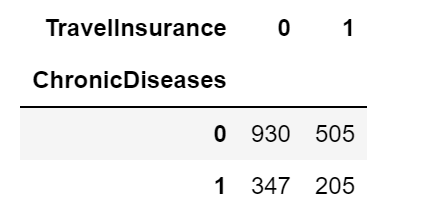 TravelInsurance 0 1
ChronicDiseases
0 930 505
1 347 205